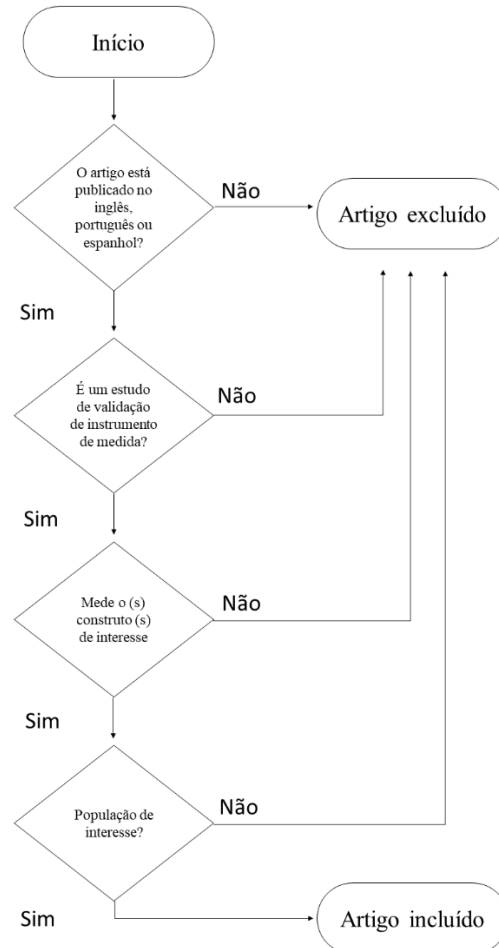 Início
O artigo está
publicado no
inglês,
português ou
espanhol?
Não
Artigo excluído
Sim
É um estudo
de validação
de instrumento
de medida?
Não
Sim
Mede o (s)
construto (s)
de interesse
Não
Sim
População de
interesse?
Não
Sim
Artigo incluído